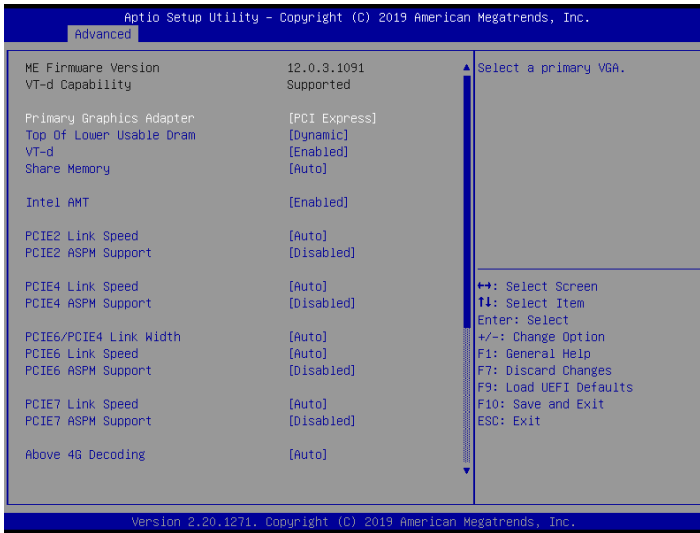 Aptio Setup Utility – Copyright (C) 2019 American Megatrends, Inc.
Advanced
ME Firmware Version 12.0.3.1091
VT-d Capability Supported
Primary Graphics Adapter [PCI Express]
Top Of Lower Usable Dram [Dynamic]
VT-d [Enabled]
Share Memory [Auto]
Intel AMT [Enabled]
PCIE2 Link Speed [Auto]
PCIE2 ASPM Support [Disabled]
PCIE4 Link Speed [Auto]
PCIE4 ASPM Support [Disabled]
PCIE6/PCIE4 Link Width [Auto]
PCIE6 Link Speed [Auto]
PCIE6 ASPM Support [Disabled]
PCIE7 Link Speed [Auto]
PCIE7 ASPM Support [Disabled]
Above 4G Decoding [Auto]
Select a primary VGA.
↔: Select Screen
↑↓: Select Item
Enter: Select
+/-: Change Option
F1: General Help
F7: Discard Changes
F9: Load UEFI Defaults
F10: Save and Exit
ESC: Exit
Version 2.20.1271. Copyright (C) 2019 American Megatrends, Inc.